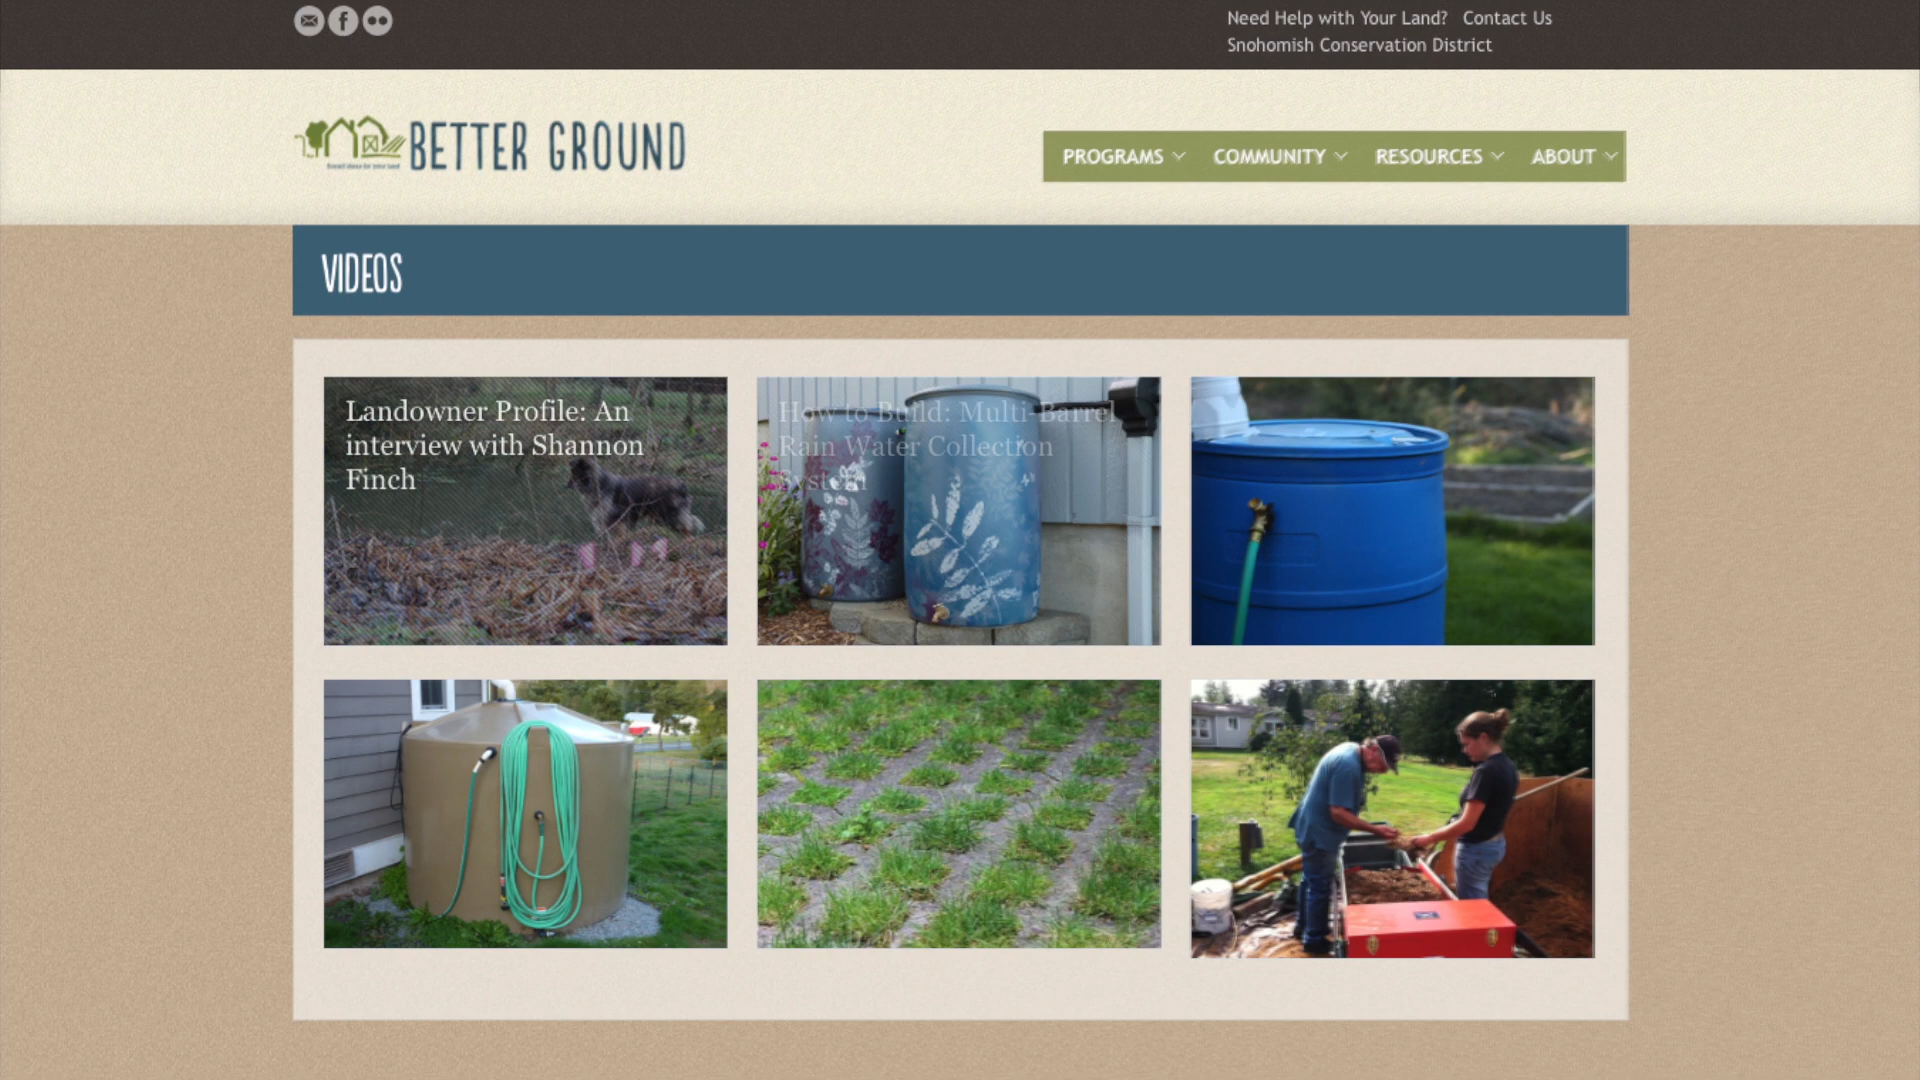 Need Help with Your Land? Contact Us
Snohomish Conservation District
BETTER GROUND
PROGRAMS COMMUNITY RESOURCES ABOUT
VIDEOS
Landowner Profile: An
interview with Shannon
Finch
How to Build: Multi-Barrel
Rain Water Collection
System